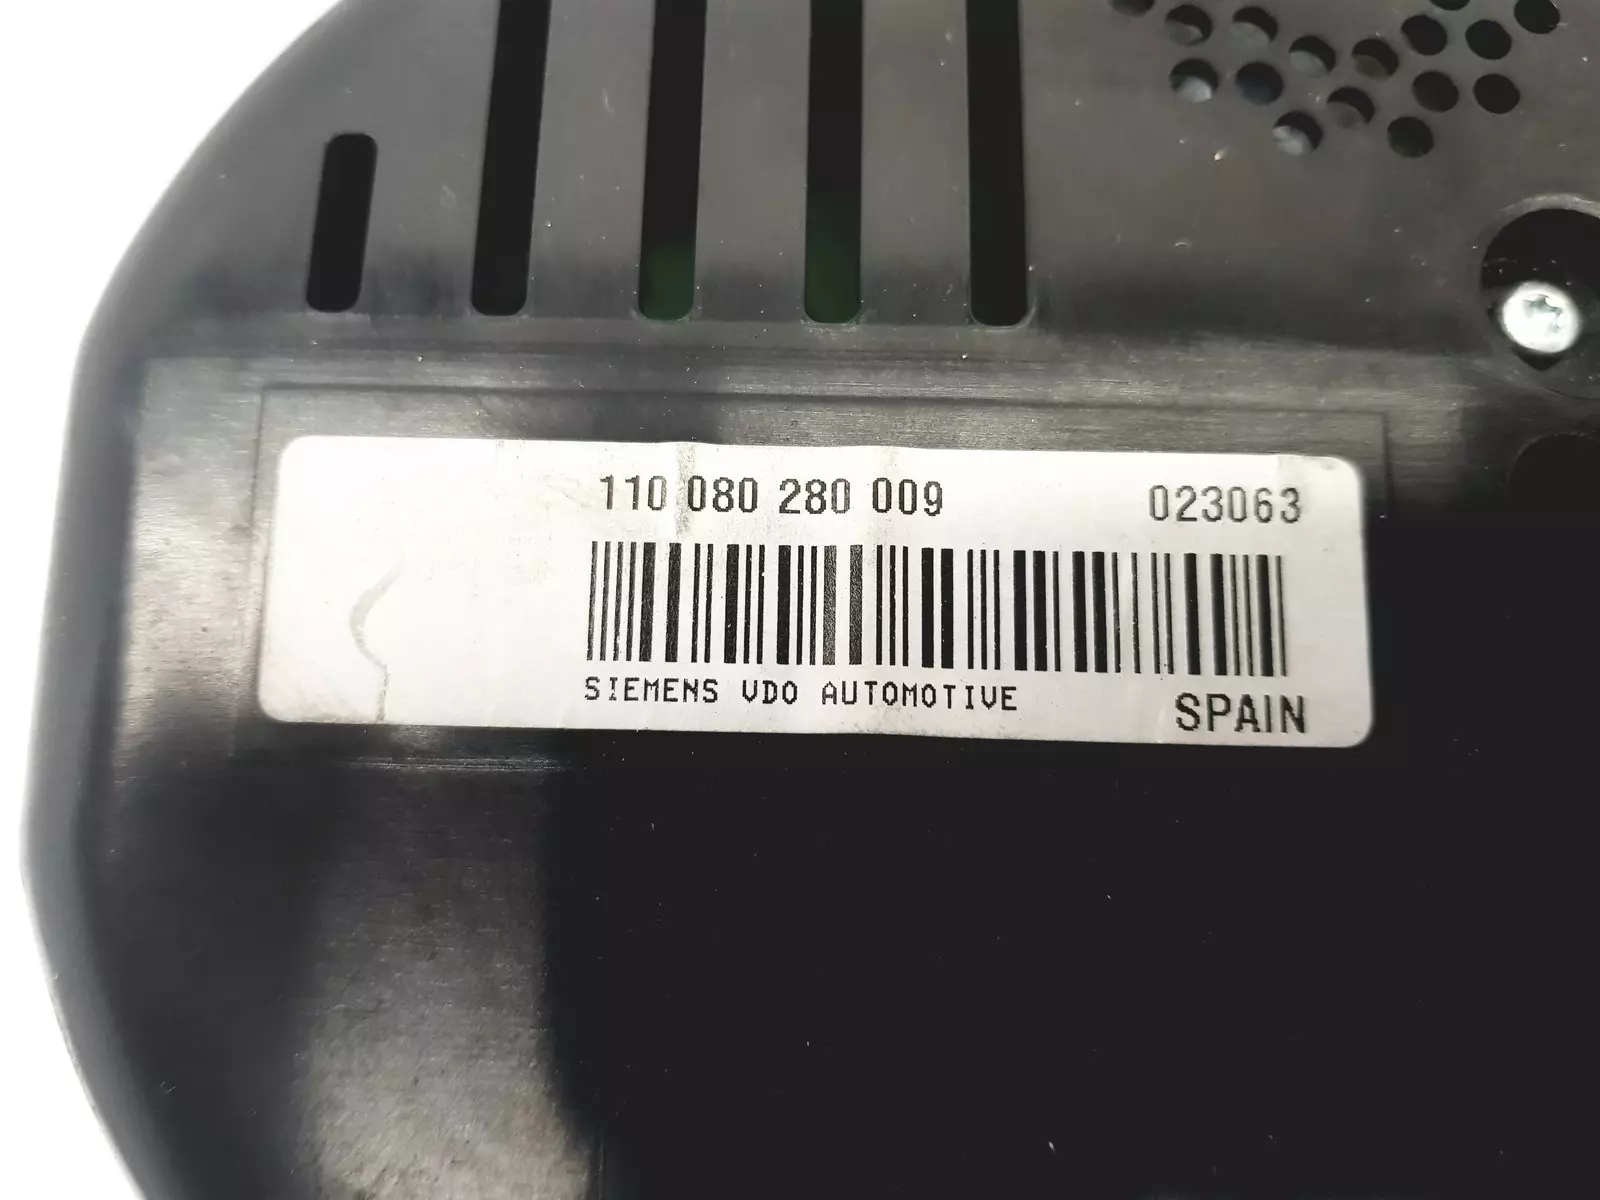 110 080 280 009 023063
SIEMENS VDO AUTOMOTIVE
SPAIN